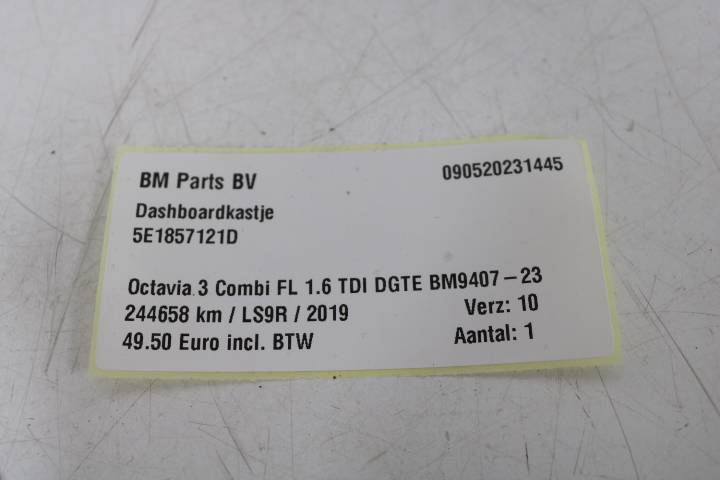 BM Parts BV 090520231445
Dashboardkastje
5E1857121D
Octavia 3 Combi FL 1.6 TDI DGTE BM9407-23
244658 km / LS9R / 2019 Verz: 10
49.50 Euro incl. BTW Aantal: 1